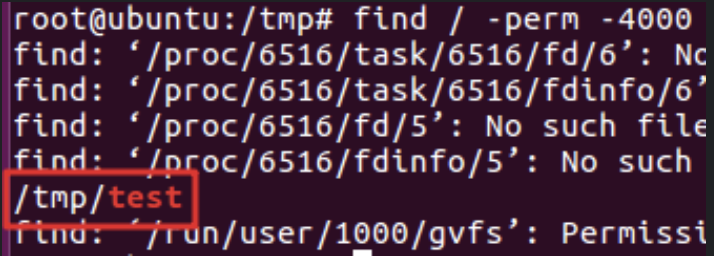 root@ubuntu:/tmp# find / -perm -4000
find: ‘/proc/6516/task/6516/fd/6’: No
find: ‘/proc/6516/task/6516/fdinfo/6’
find: ‘/proc/6516/fd/5’: No such file
find: ‘/proc/6516/fdinfo/5’: No such
/tmp/test
find: ‘/run/user/1000/gvfs’: Permissi